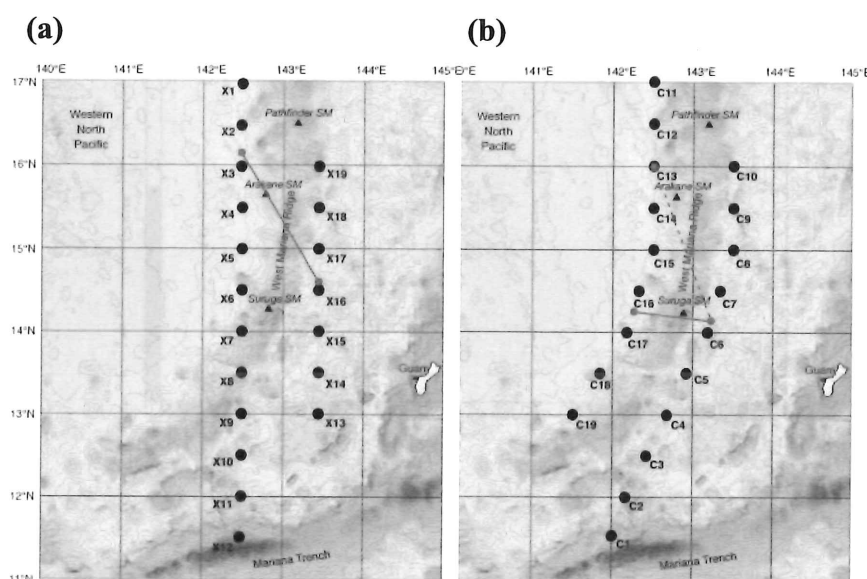 (a)
(b)
140°E 141°E 142°E 143°E 144°E 145°E
140°E 141°E 142°E 143°E 144°E 145°E
17°N
16°N
15°N
14°N
13°N
12°N
11°N
Western
North
Pacific
X1
Pathfinder SM
X2
X3
X19
Arakane SM
X4
X18
West Mariana Ridge
X5
X17
X6
X16
Suruga SM
X7
X15
Guam
X8
X14
X9
X13
X10
X11
X12
Mariana Trench
Western
North
Pacific
C11
Pathfinder SM
C12
C13
C10
Arakane SM
C14
C9
West Mariana Ridge
C15
C8
C16
C7
Suruga SM
C17
C6
Guam
C18
C5
C19
C4
C3
C2
C1
Mariana Trench